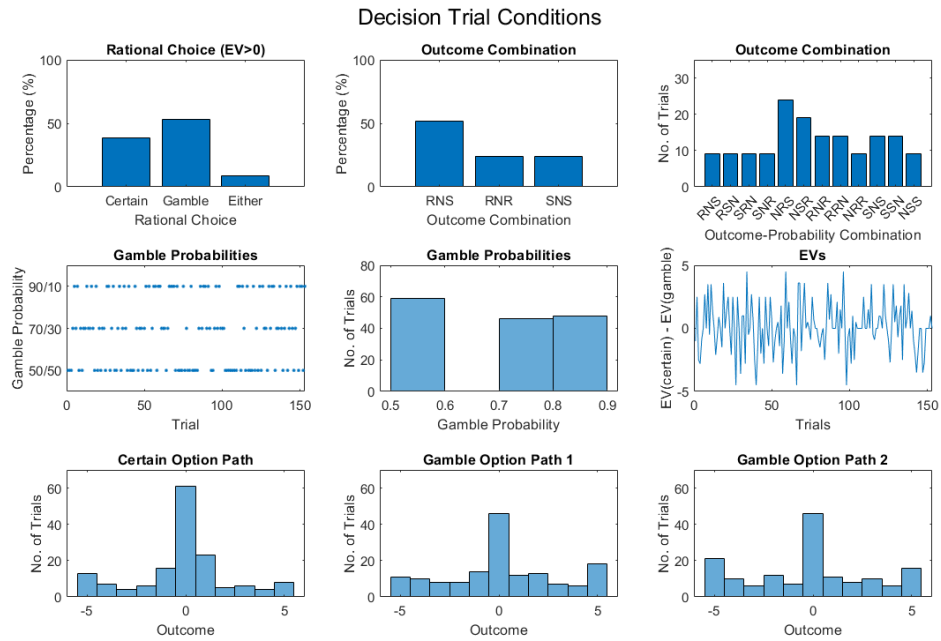 Decision Trial Conditions
Rational Choice (EV>0)
Percentage (%)
100
50
0
Certain Gamble Either
Rational Choice
Outcome Combination
Percentage (%)
100
50
0
RNS RNR SNS
Outcome Combination
Outcome Combination
No. of Trials
30
20
10
0
RNS RSN SRN SNR NRS NSR RNR RRN NRR SNS SSN NSS
Outcome-Probability Combination
Gamble Probabilities
Gamble Probability
90/10
70/30
50/50
0 50 100 150
Trial
Gamble Probabilities
No. of Trials
80
60
40
20
0
0.5 0.6 0.7 0.8 0.9
Gamble Probability
EVs
EV(certain) - EV(gamble)
5
0
-5
0 50 100 150
Trials
Certain Option Path
No. of Trials
60
40
20
0
-5 0 5
Outcome
Gamble Option Path 1
No. of Trials
60
40
20
0
-5 0 5
Outcome
Gamble Option Path 2
No. of Trials
60
40
20
0
-5 0 5
Outcome